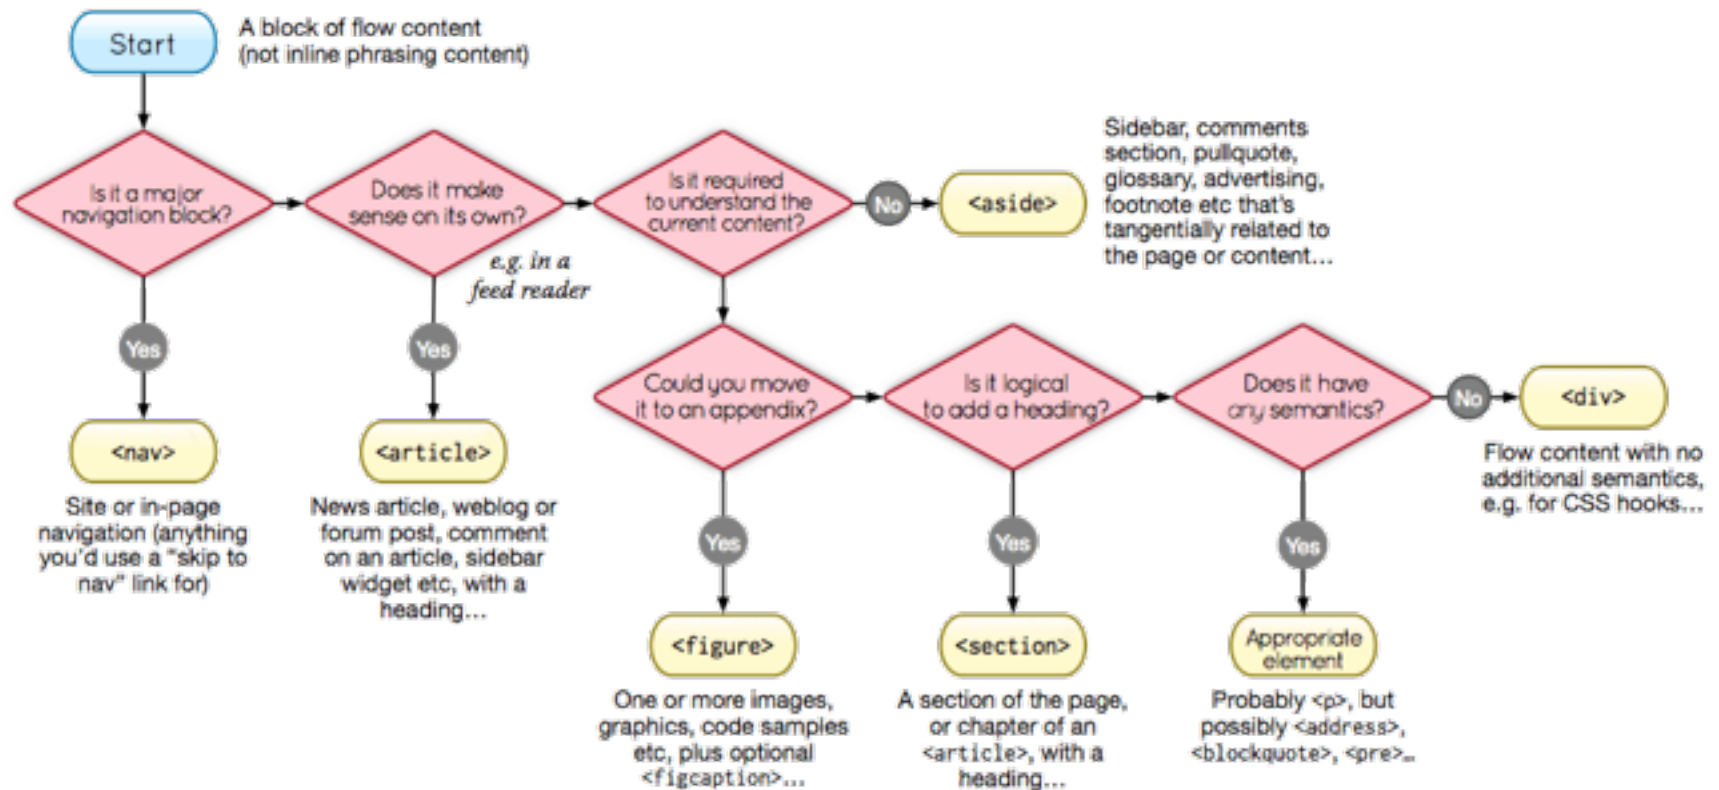 Start
A block of flow content
(not inline phrasing content)
Is it a major
navigation block?
Does it make
sense on its own?
e.g. in a
feed reader
Is it required
to understand the
current content?
No
<aside>
Sidebar, comments
section, pullquote,
glossary, advertising,
footnote etc that's
tangentially related to
the page or content...
Yes
<nav>
Site or in-page
navigation (anything
you'd use a "skip to
nav" link for)
Yes
<article>
News article, weblog or
forum post, comment
on an article, sidebar
widget etc, with a
heading...
Could you move
it to an appendix?
Is it logical
to add a heading?
Does it have
any semantics?
No
<div>
Flow content with no
additional semantics,
e.g. for CSS hooks...
Yes
<figure>
One or more images,
graphics, code samples
etc, plus optional
<figcaption>...
Yes
<section>
A section of the page,
or chapter of an
<article>, with a
heading...
Yes
Appropriate
element
Probably <p>, but
possibly <address>,
<blockquote>, <pre>…